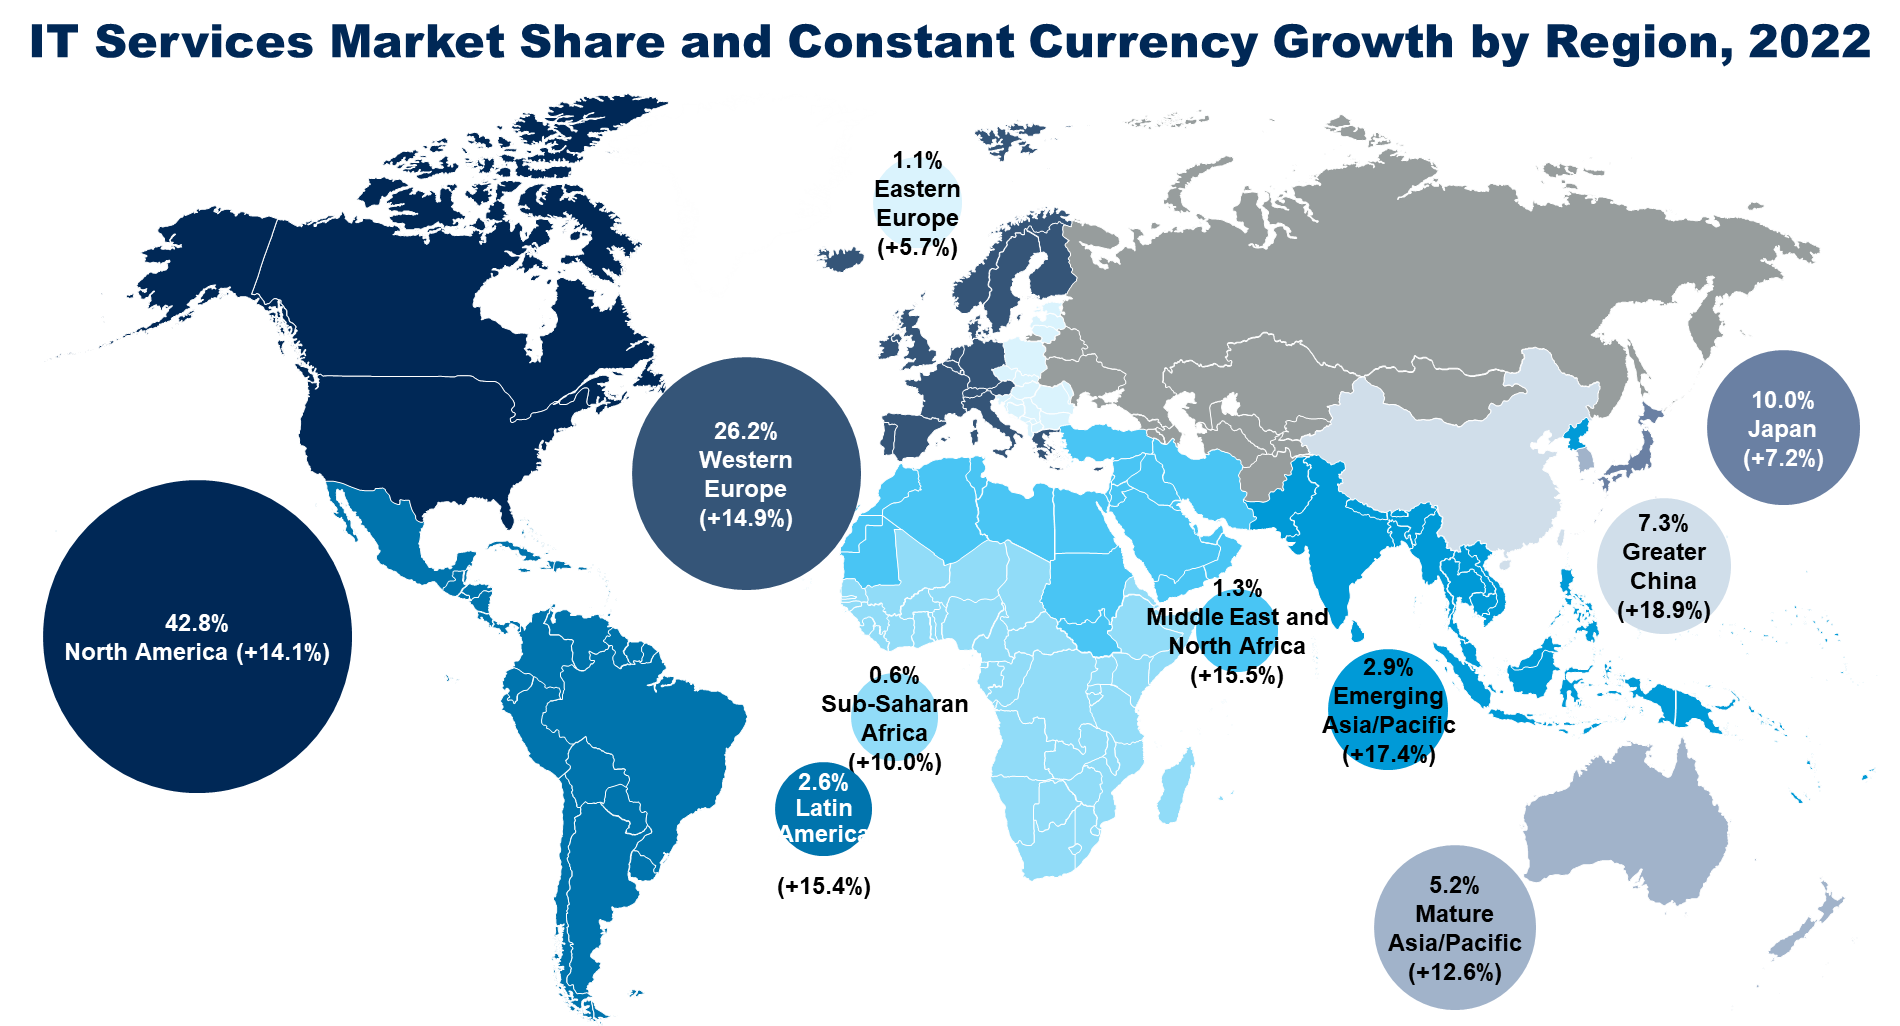 IT Services Market Share and Constant Currency Growth by Region, 2022
1.1%
Eastern
Europe
(+5.7%)
10.0%
Japan
(+7.2%)
26.2%
Western
Europe
(+14.9%)
7.3%
Greater
China
(+18.9%)
42.8%
North America (+14.1%)
1.3%
Middle East and
North Africa
(+15.5%)
0.6%
Sub-Saharan
Africa
(+10.0%)
2.9%
Emerging
Asia/Pacific
(+17.4%)
2.6%
Latin
America
(+15.4%)
5.2%
Mature
Asia/Pacific
(+12.6%)